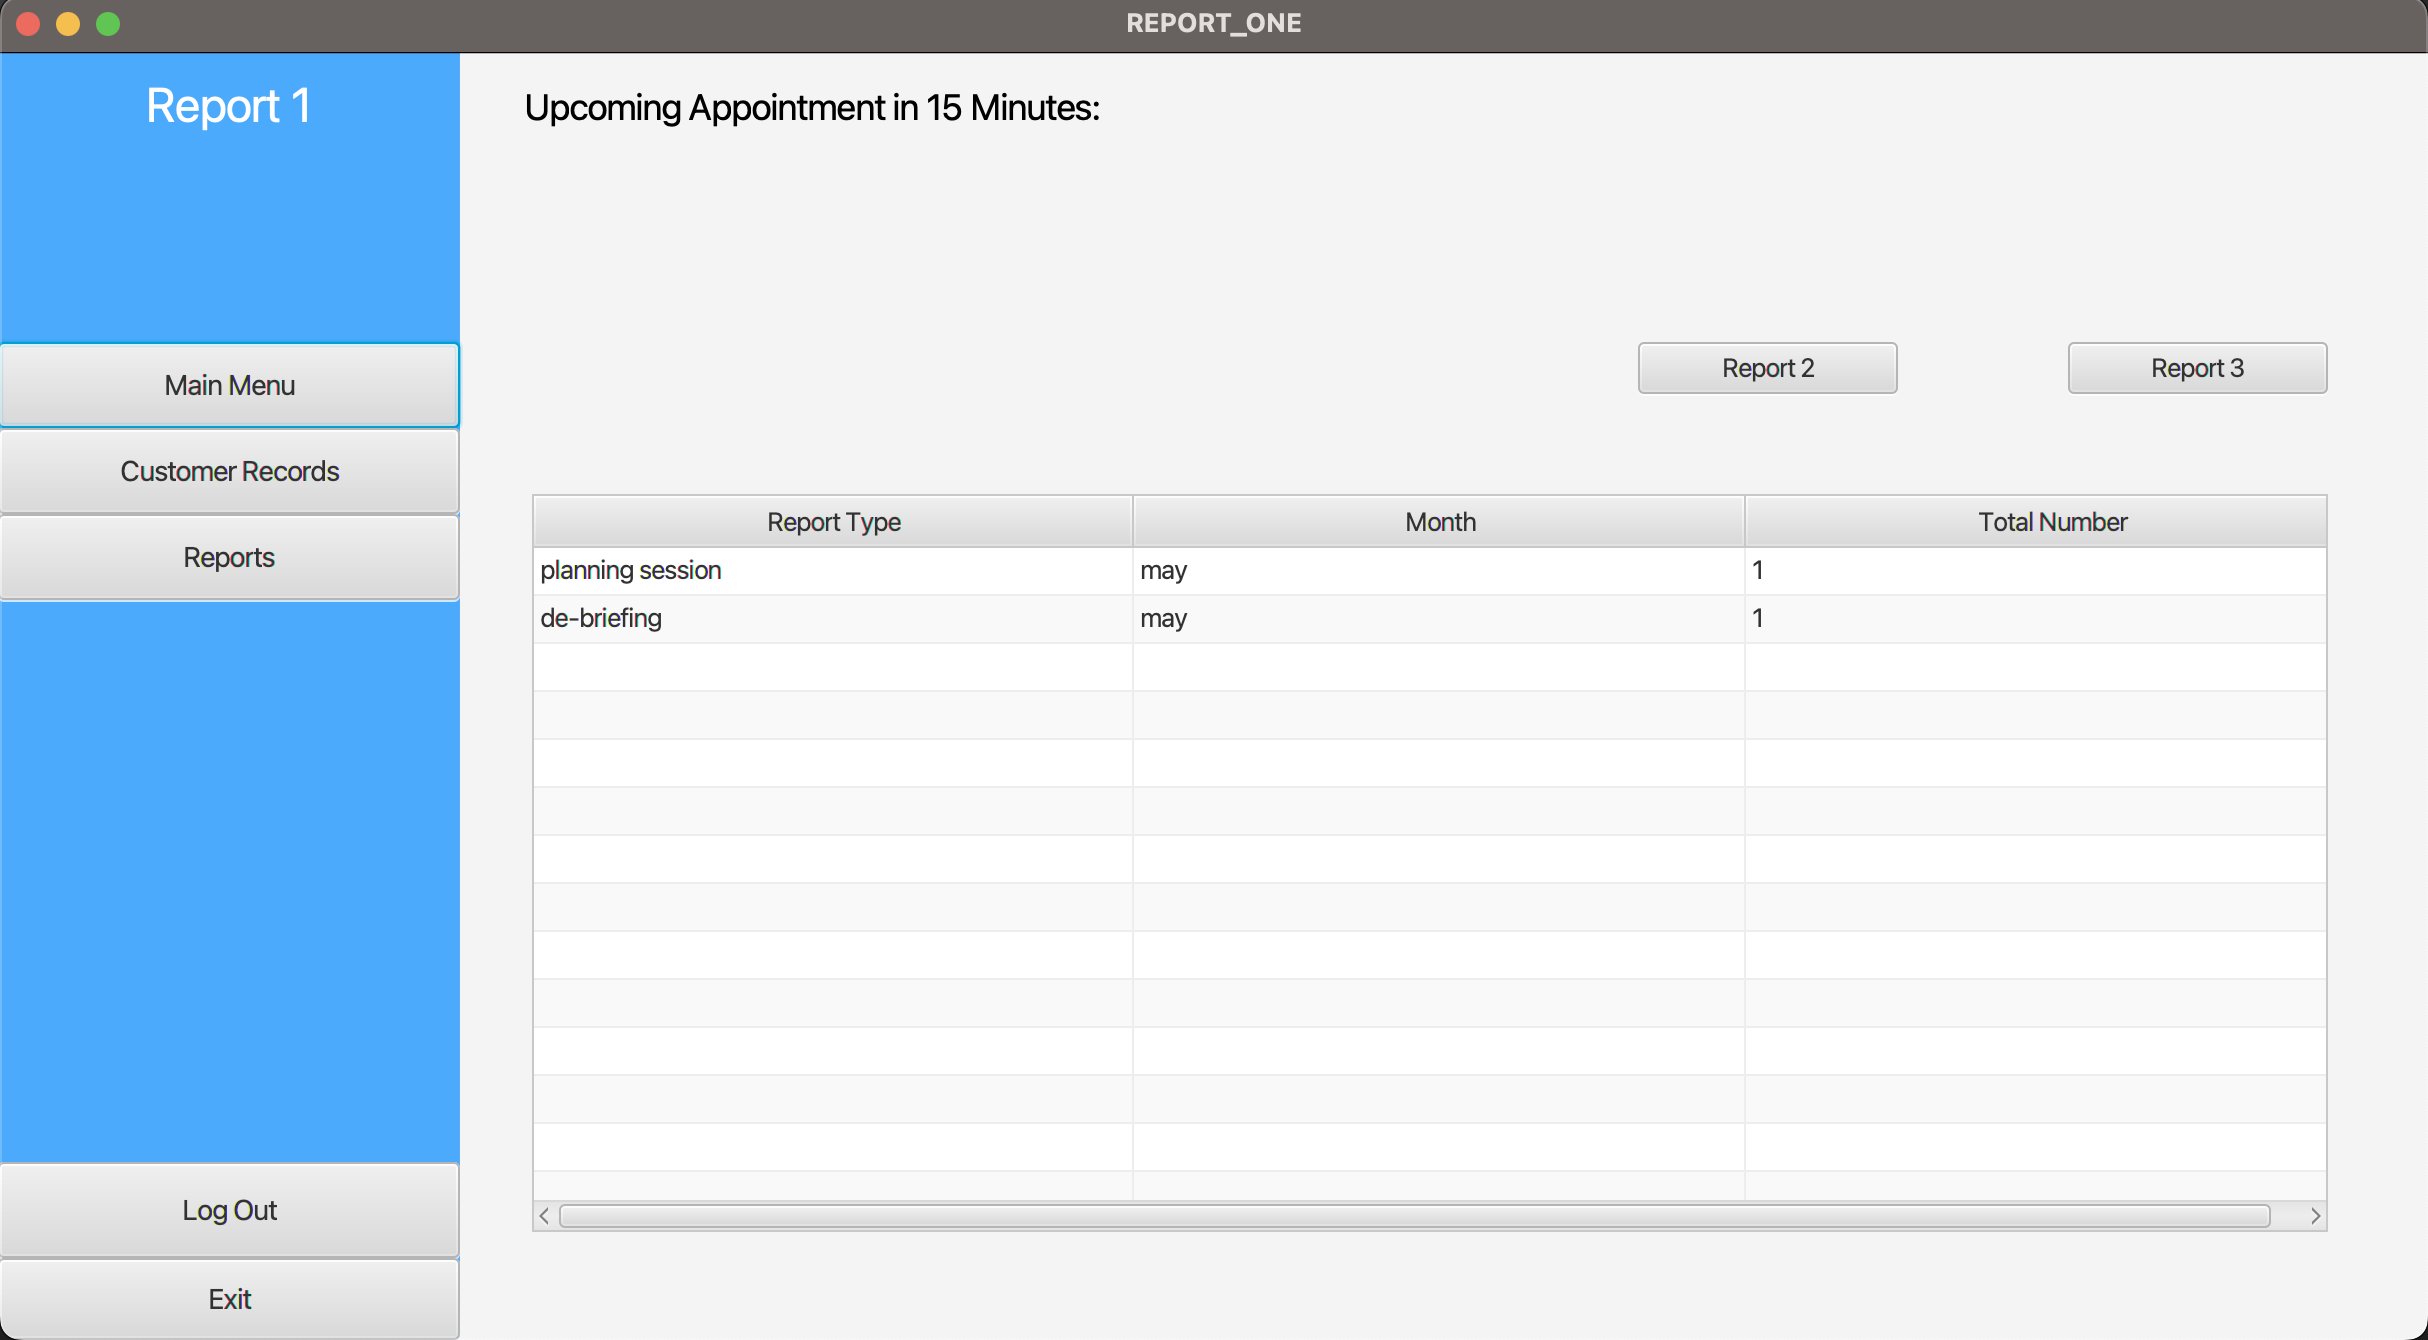 REPORT_ONE
Report 1
Upcoming Appointment in 15 Minutes:
Main Menu
Customer Records
Reports
Log Out
Exit
Report 2
Report 3
Report Type Month Total Number
planning session may 1
de-briefing may 1